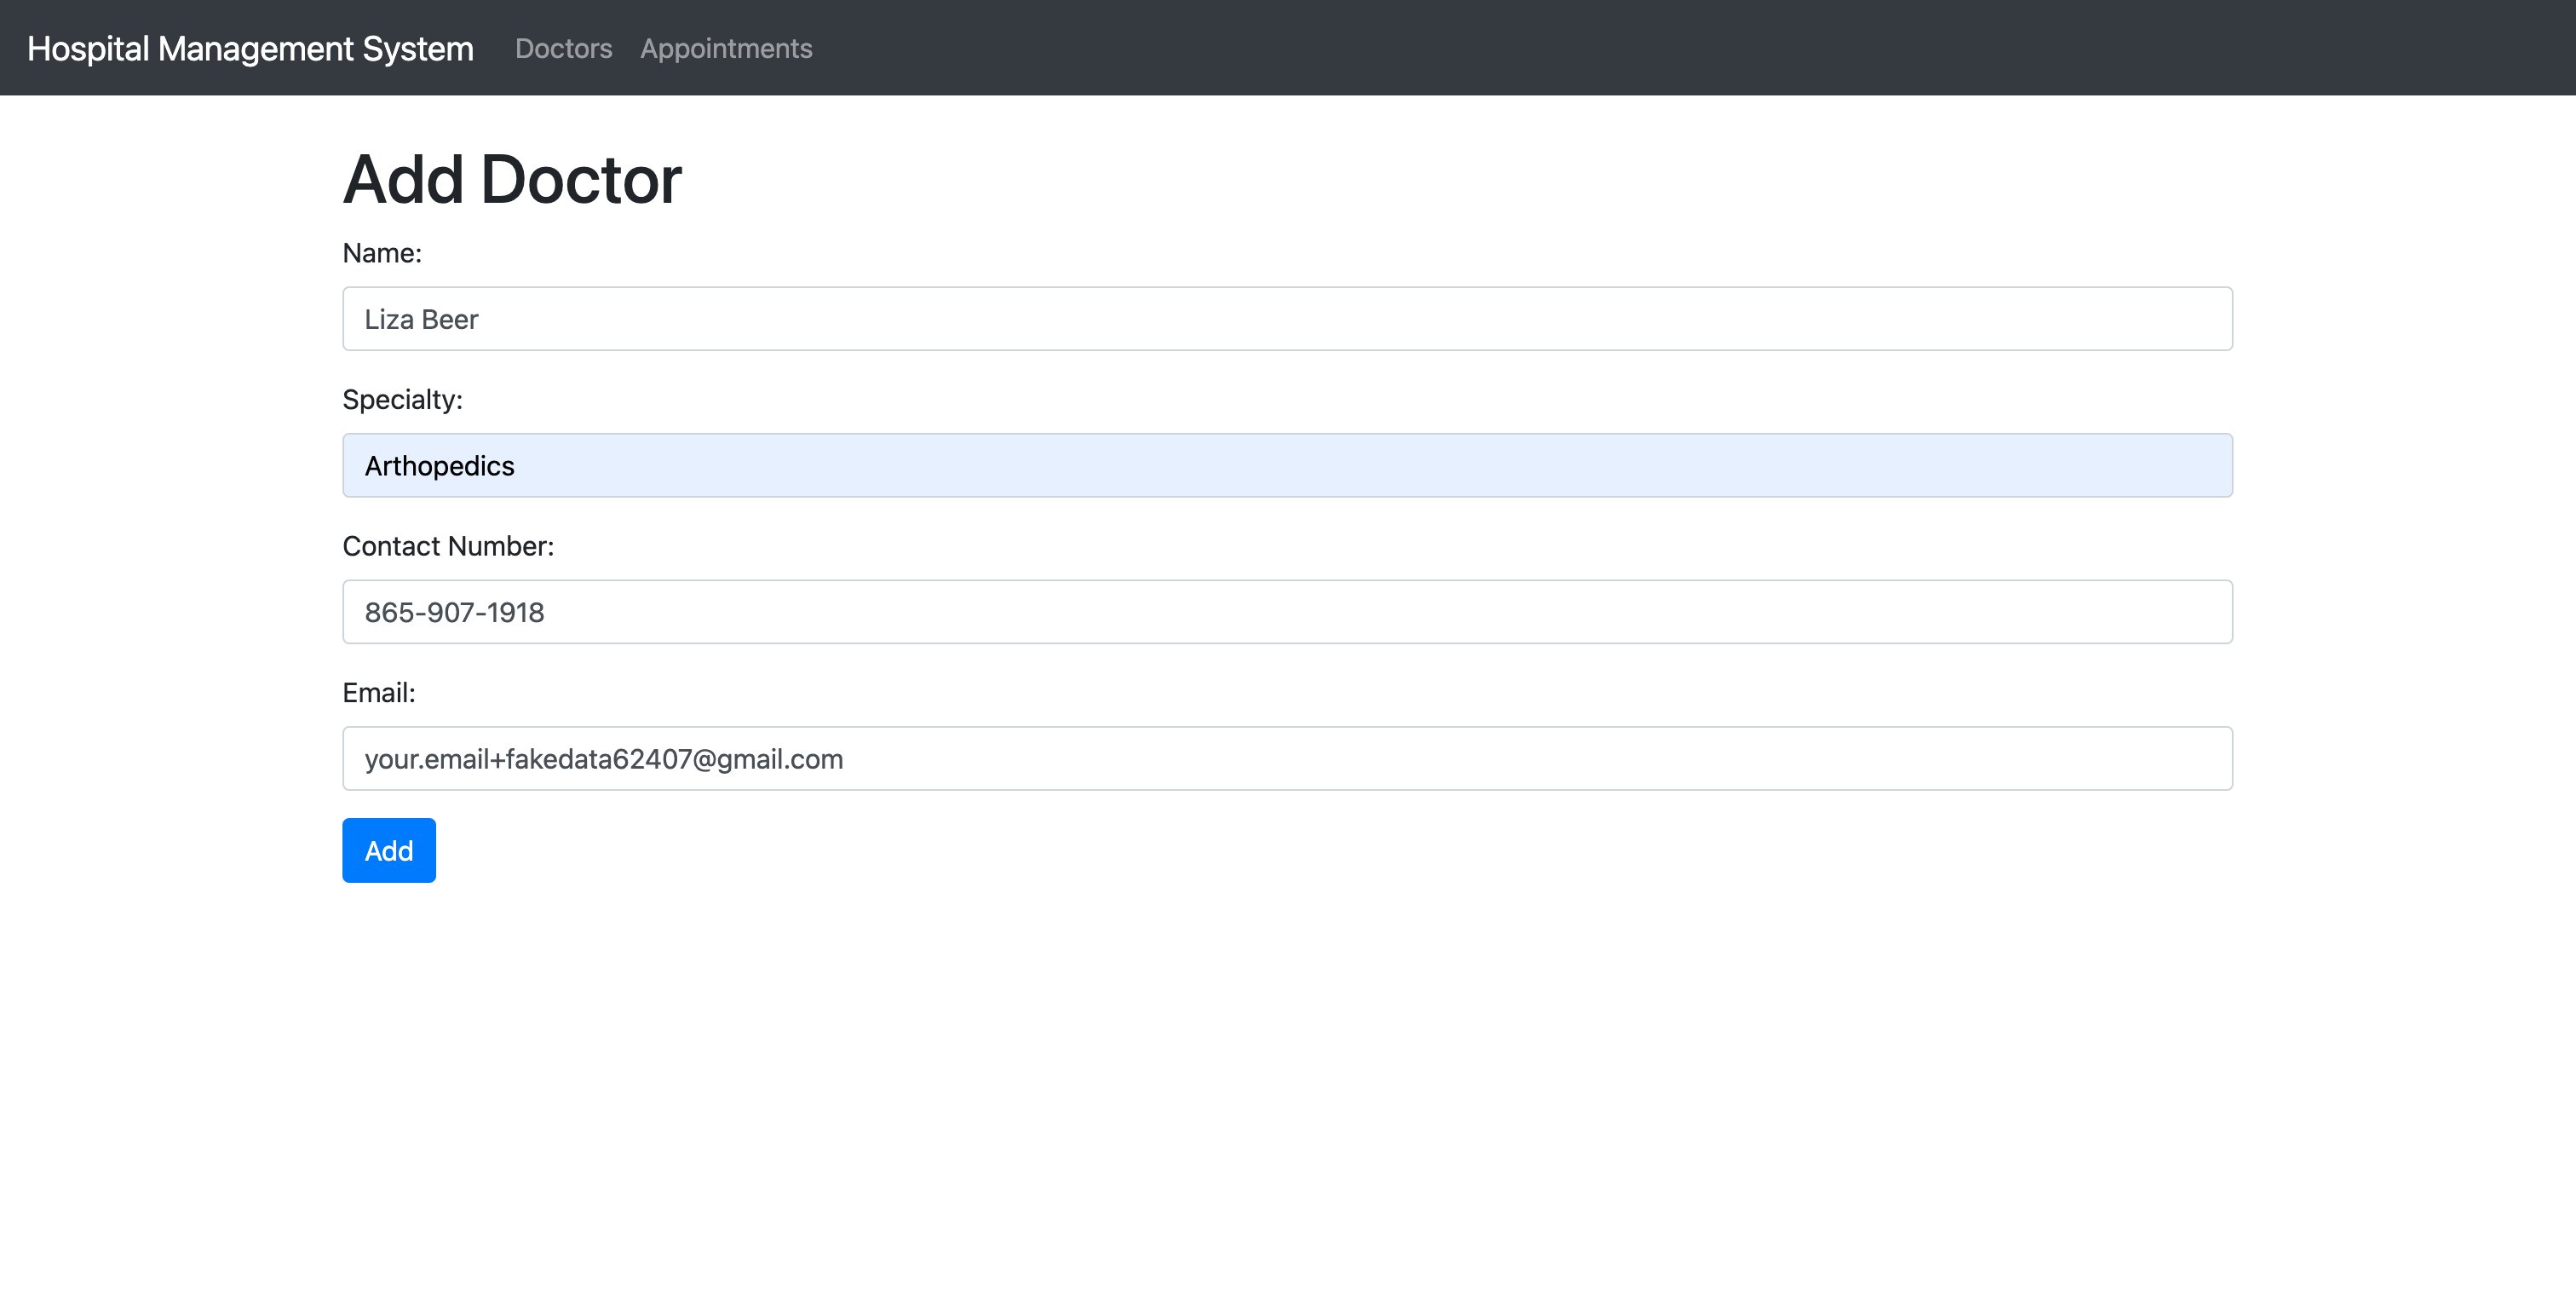 Hospital Management System Doctors Appointments
Add Doctor
Name:
Liza Beer
Specialty:
Arthopedics
Contact Number:
865-907-1918
Email:
your.email+fakedata62407@gmail.com
Add